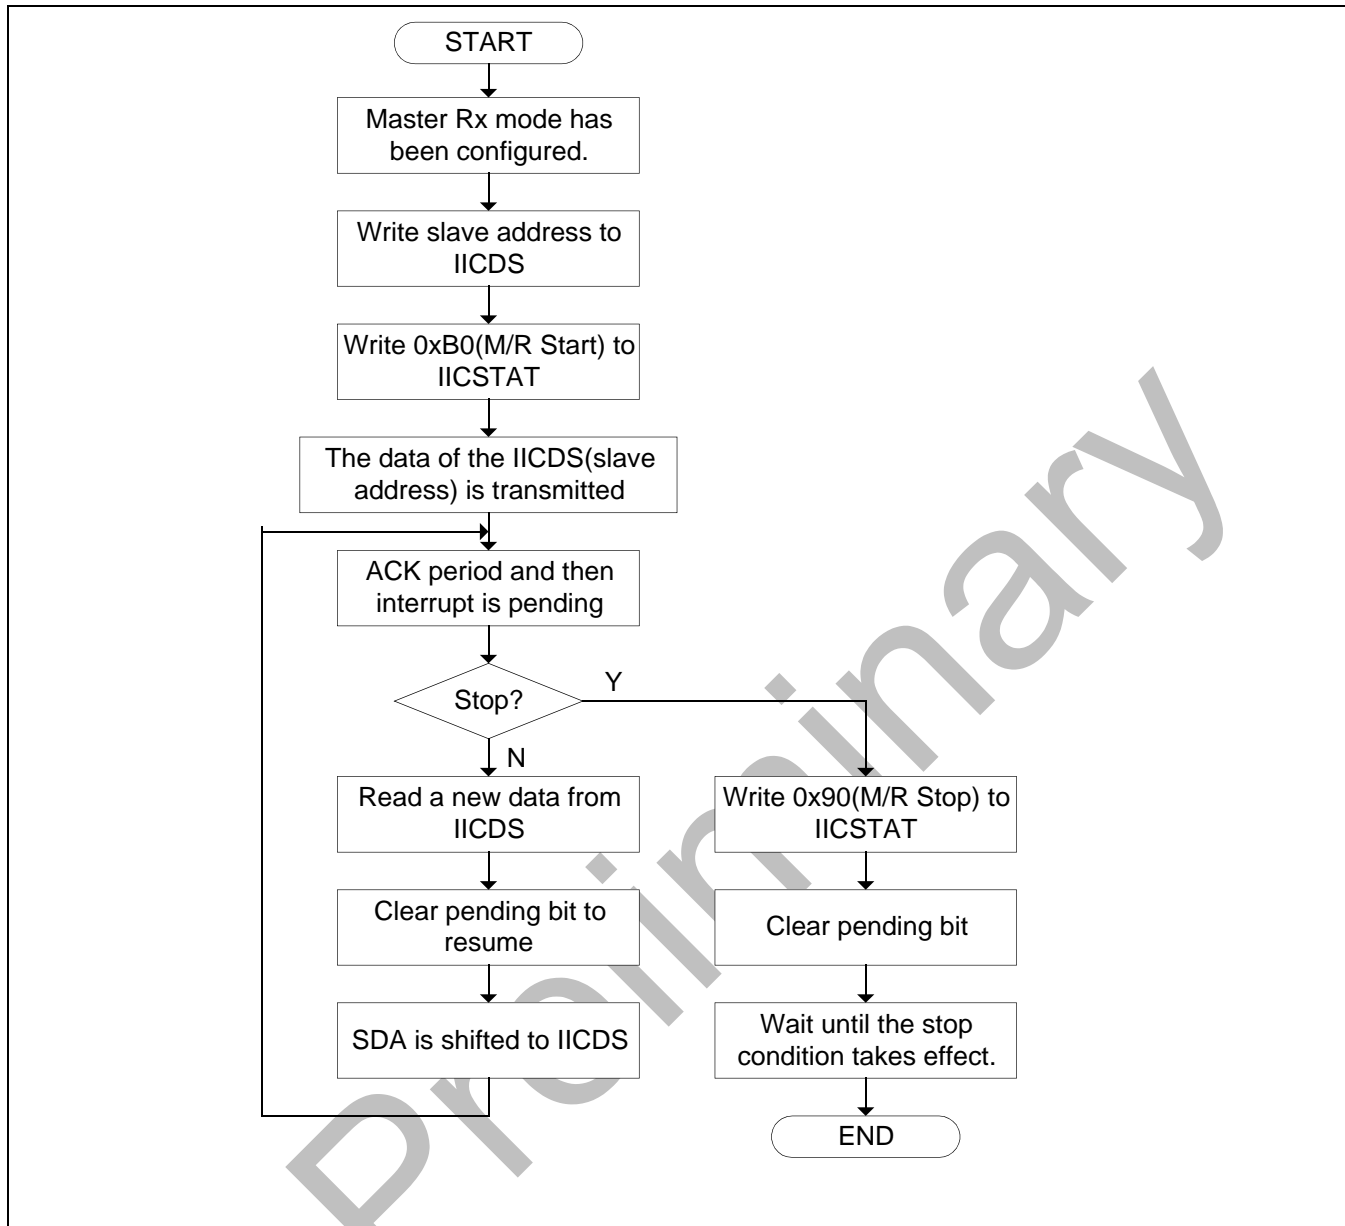 START
Master Rx mode has
been configured.
Write slave address to
IICDS
Write 0xB0(M/R Start) to
IICSTAT
The data of the IICDS(slave
address) is transmitted
ACK period and then
interrupt is pending
Stop?
Y
N
Read a new data from
IICDS
Write 0x90(M/R Stop) to
IICSTAT
Clear pending bit to
resume
Clear pending bit
SDA is shifted to IICDS
Wait until the stop
condition takes effect.
END
Preliminary